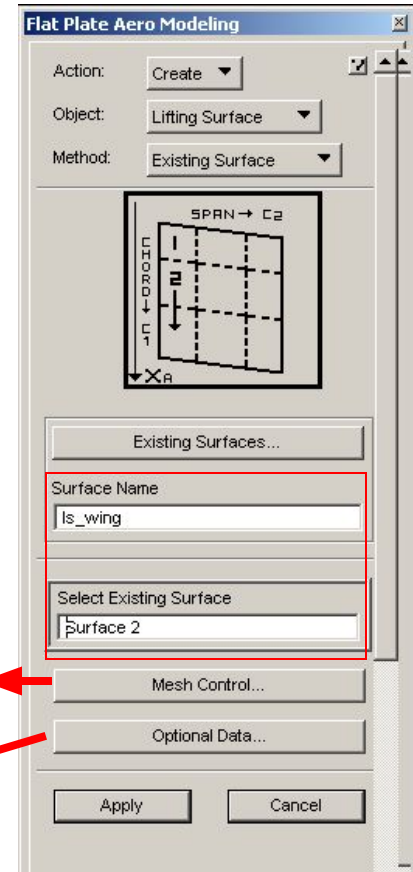 Flat Plate Aero Modeling
Action: Create
Object: Lifting Surface
Method: Existing Surface
SPAN→ C2
CHORD→ C1
1
2
XA
Existing Surfaces...
Surface Name
ls_wing
Select Existing Surface
Surface 2
Mesh Control...
Optional Data...
Apply Cancel